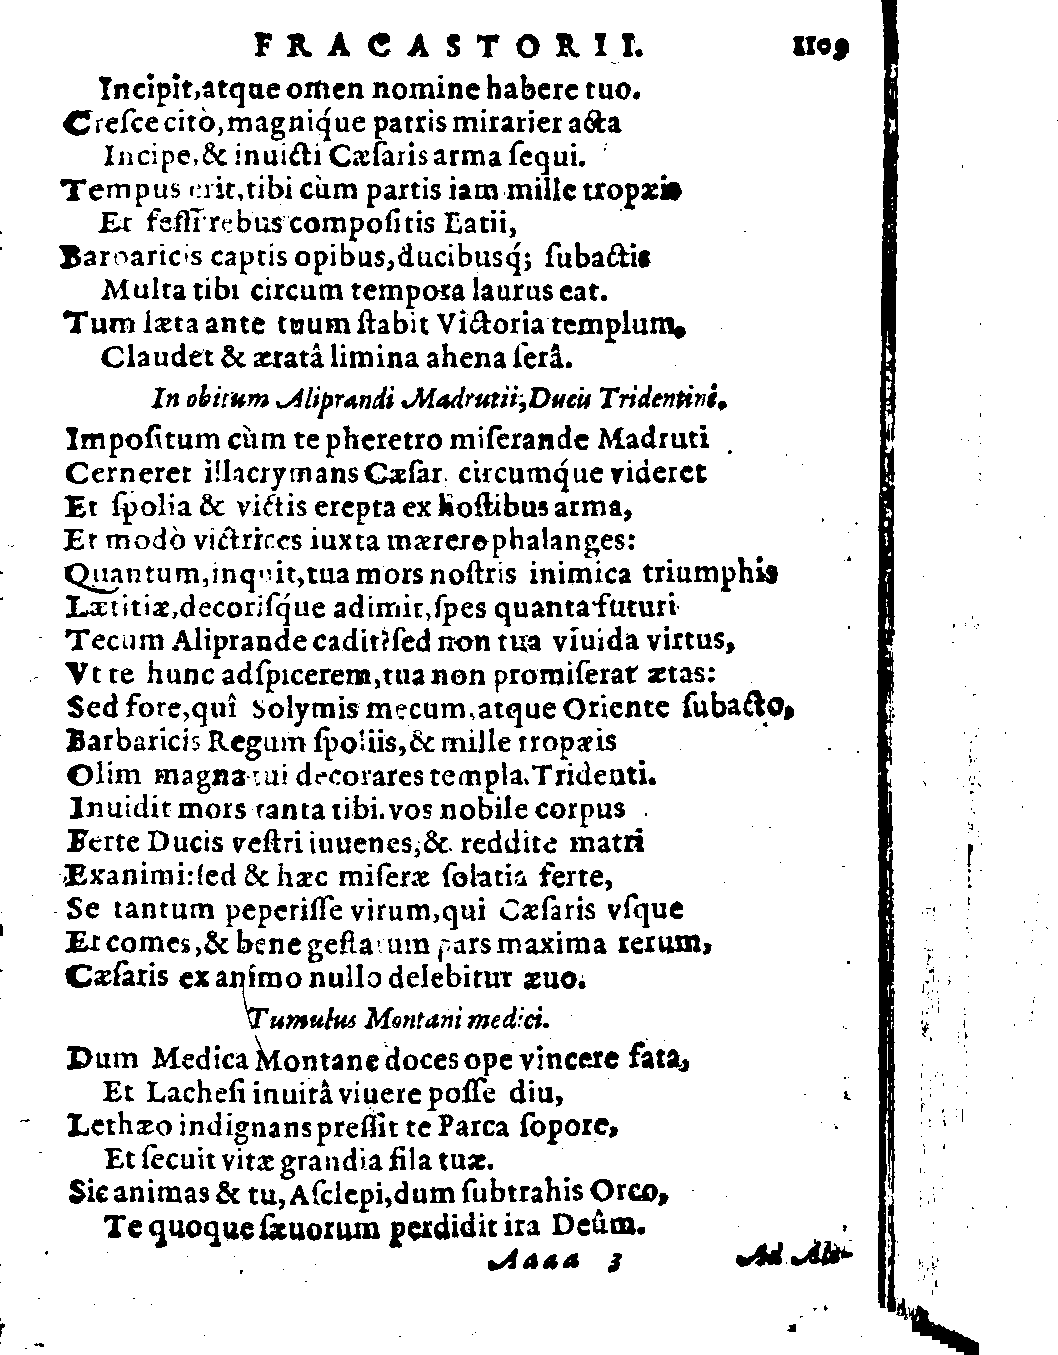 FRACASTORII. 1109
Incipit, atque omen nomine habere tuo.
Creſce citò, magniq́ue patris mirarier acta
Incipe, & inuicti Cæſaris arma ſequi.
Tempus erit, tibi cùm partis iam mille tropæis
Et feſſis rebus compoſitis Latii,
Barbaricis captis opibus, ducibusq́; ſubactis
Multa tibi circum tempora laurus eat.
Tum læta ante tuum ſtabit Victoria templum,
Claudet & æratâ limina ahena ſerâ.
In obitum Aliprandi Madrutii, Ducis Tridentini.
Impoſitum cùm te pheretro miſerande Madruti
Cerneret illacrymans Cæſar, circumq́ue videret
Et ſpolia & victis erepta ex hoſtibus arma,
Et modò victrices iuxta mærere phalanges:
Quantum, inquit, tua mors noſtris inimica triumphis
Lætitiæ, decoriſq́ue adimit, ſpes quanta futuri
Tecum Aliprande cadit? ſed non tua viuida virtus,
Vt te hunc adſpicerem, tua non promiſerat ætas:
Sed fore, quî Solymis mecum, atque Oriente ſubacto,
Barbaricis Regum ſpoliis, & mille tropæis
Olim magna tui decorares templa Tridenti.
Inuidit mors tanta tibi. vos nobile corpus
Ferte Ducis veſtri iuuenes, & reddite matri
Exanimi: ſed & hæc miſeræ ſolatia ferte,
Se tantum peperiſſe virum, qui Cæſaris vſque
Et comes, & bene geſtarum pars maxima rerum,
Cæſaris ex animo nullo delebitur æuo.
Tumulus Montani medici.
Dum Medica Montane doces ope vincere fata,
Et Lacheſi inuitâ viuere poſſe diu,
Lethæo indignans preſſit te Parca ſopore,
Et ſecuit vitæ grandia fila tuæ.
Sic animas & tu, Aſclepi, dum ſubtrahis Orco,
Te quoque ſæuorum perdidit ira Deûm.
Aaaa 3 Ad Ali-